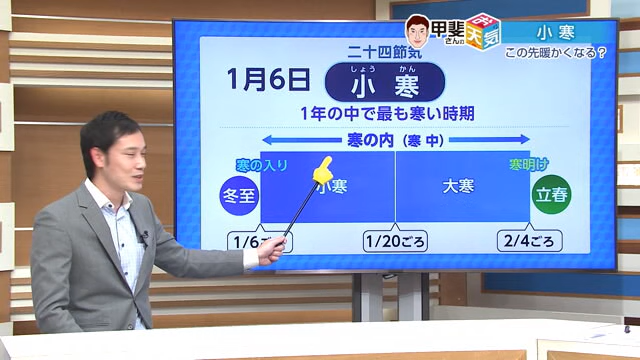 甲斐さんの
お天気
小寒
この先暖かくなる？
二十四節気
1月6日
しょう かん
小寒
1年の中で最も寒い時期
寒の内（寒中）
寒の入り
寒明け
冬至
小寒
大寒
立春
1/6ごろ
1/20ごろ
2/4ごろ